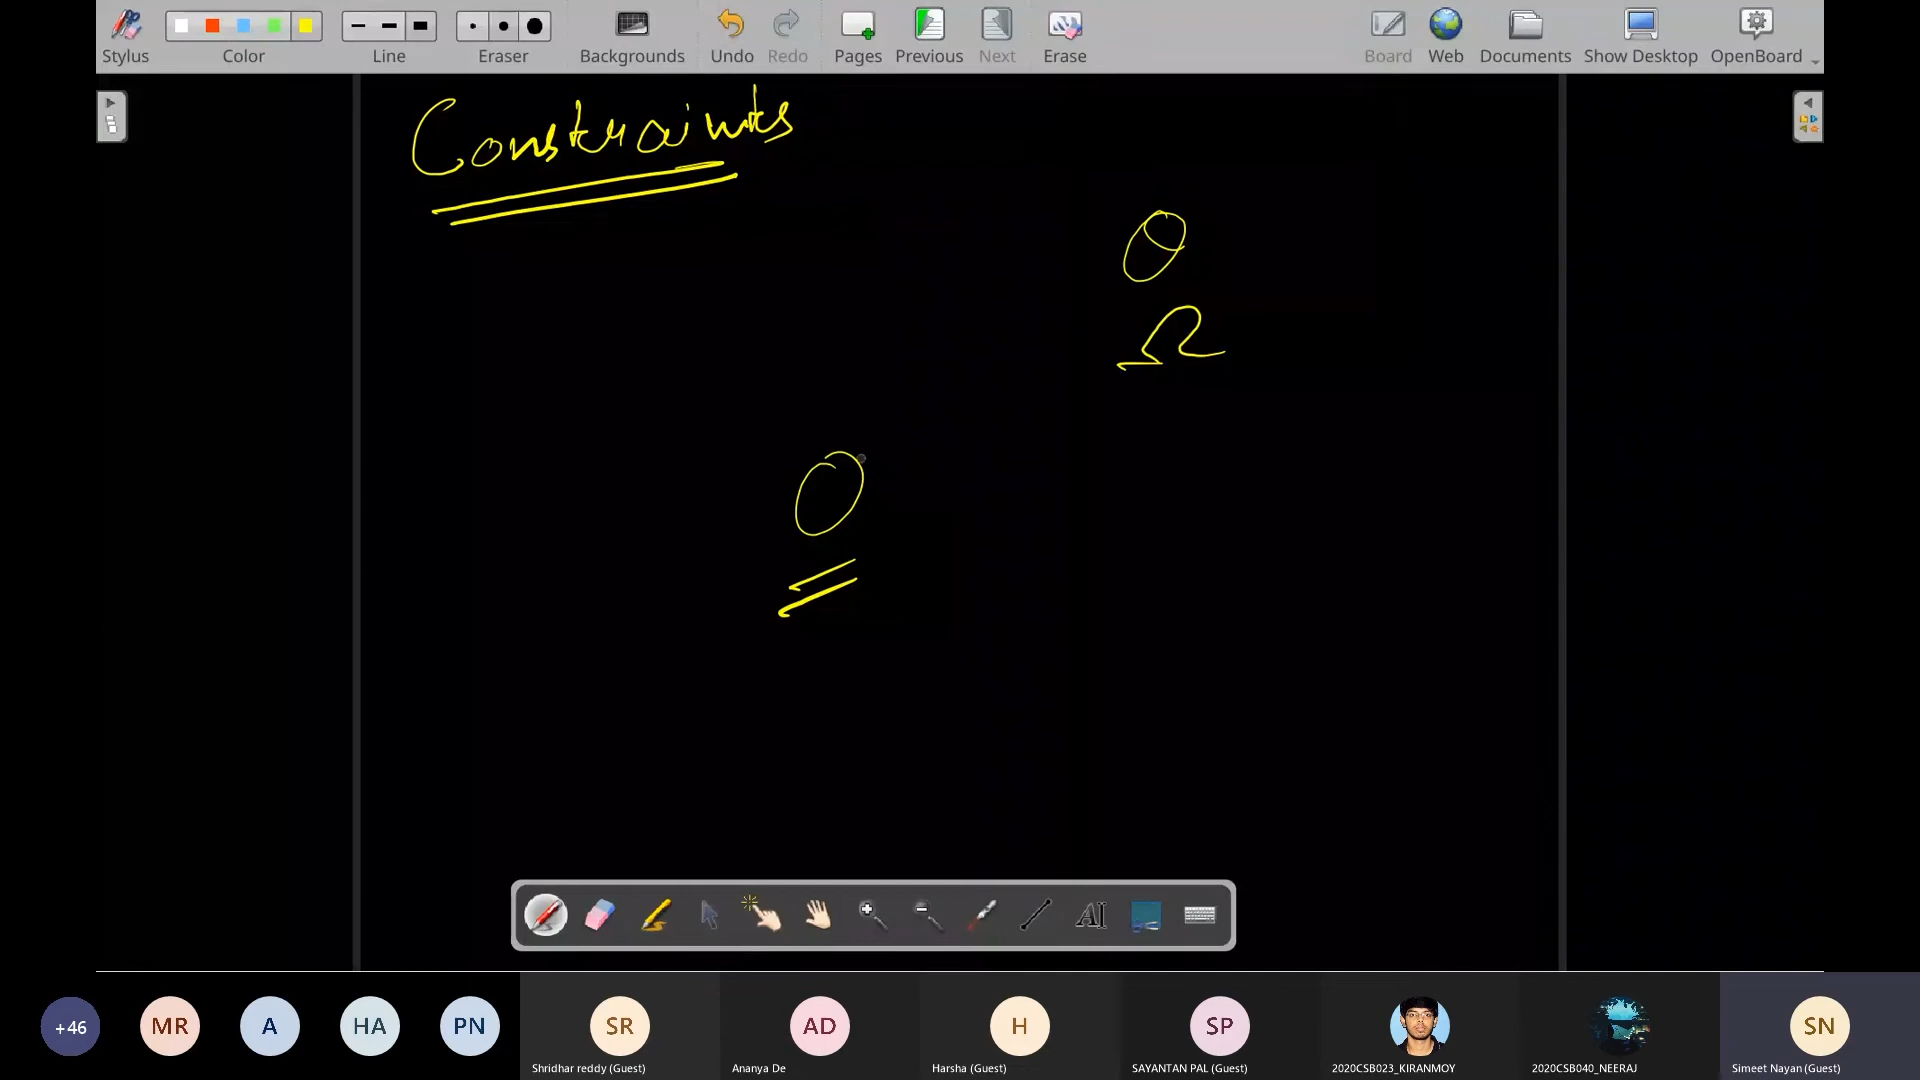 Stylus Color Line Eraser Backgrounds Undo Redo Pages Previous Next Erase Board Web Documents Show Desktop OpenBoard
Constraints
Θ
Ω
O
AI
+46 MR A HA PN SR AD H SP SN
Shridhar reddy (Guest) Ananya De Harsha (Guest) SAYANTAN PAL (Guest) 2020CSB023_KIRANMOY 2020CSB040_NEERAJ Simeet Nayan (Guest)